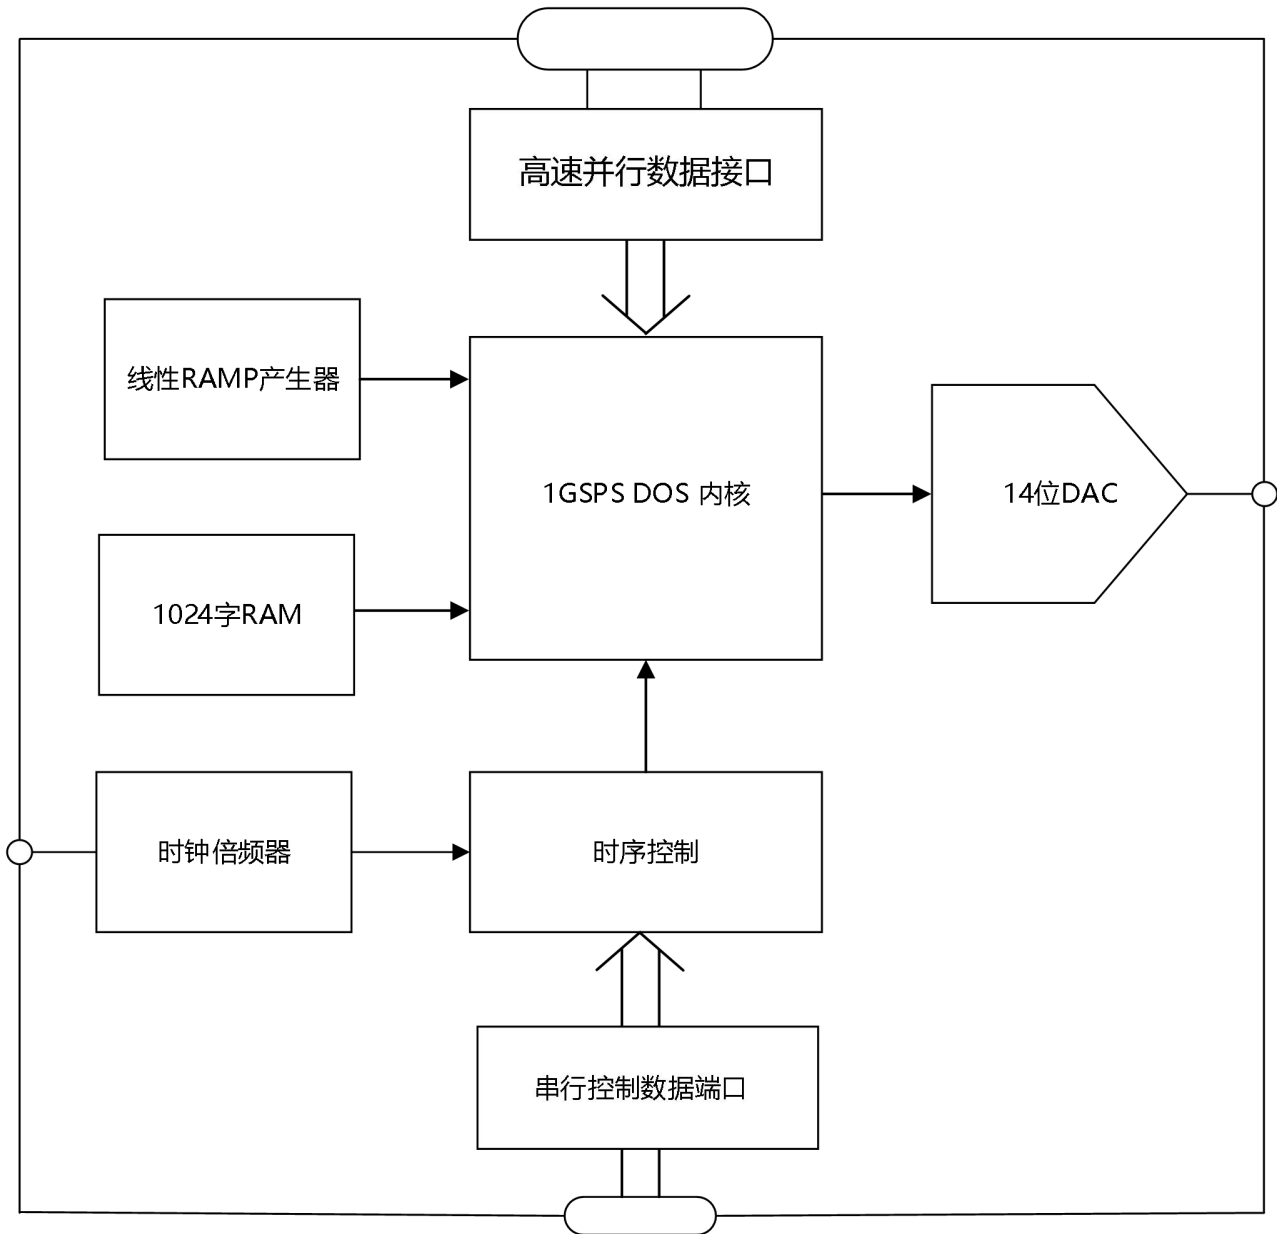 高速并行数据接口
线性RAMP产生器
1GSPS DOS 内核
14位DAC
1024字RAM
时钟倍频器
时序控制
串行控制数据端口